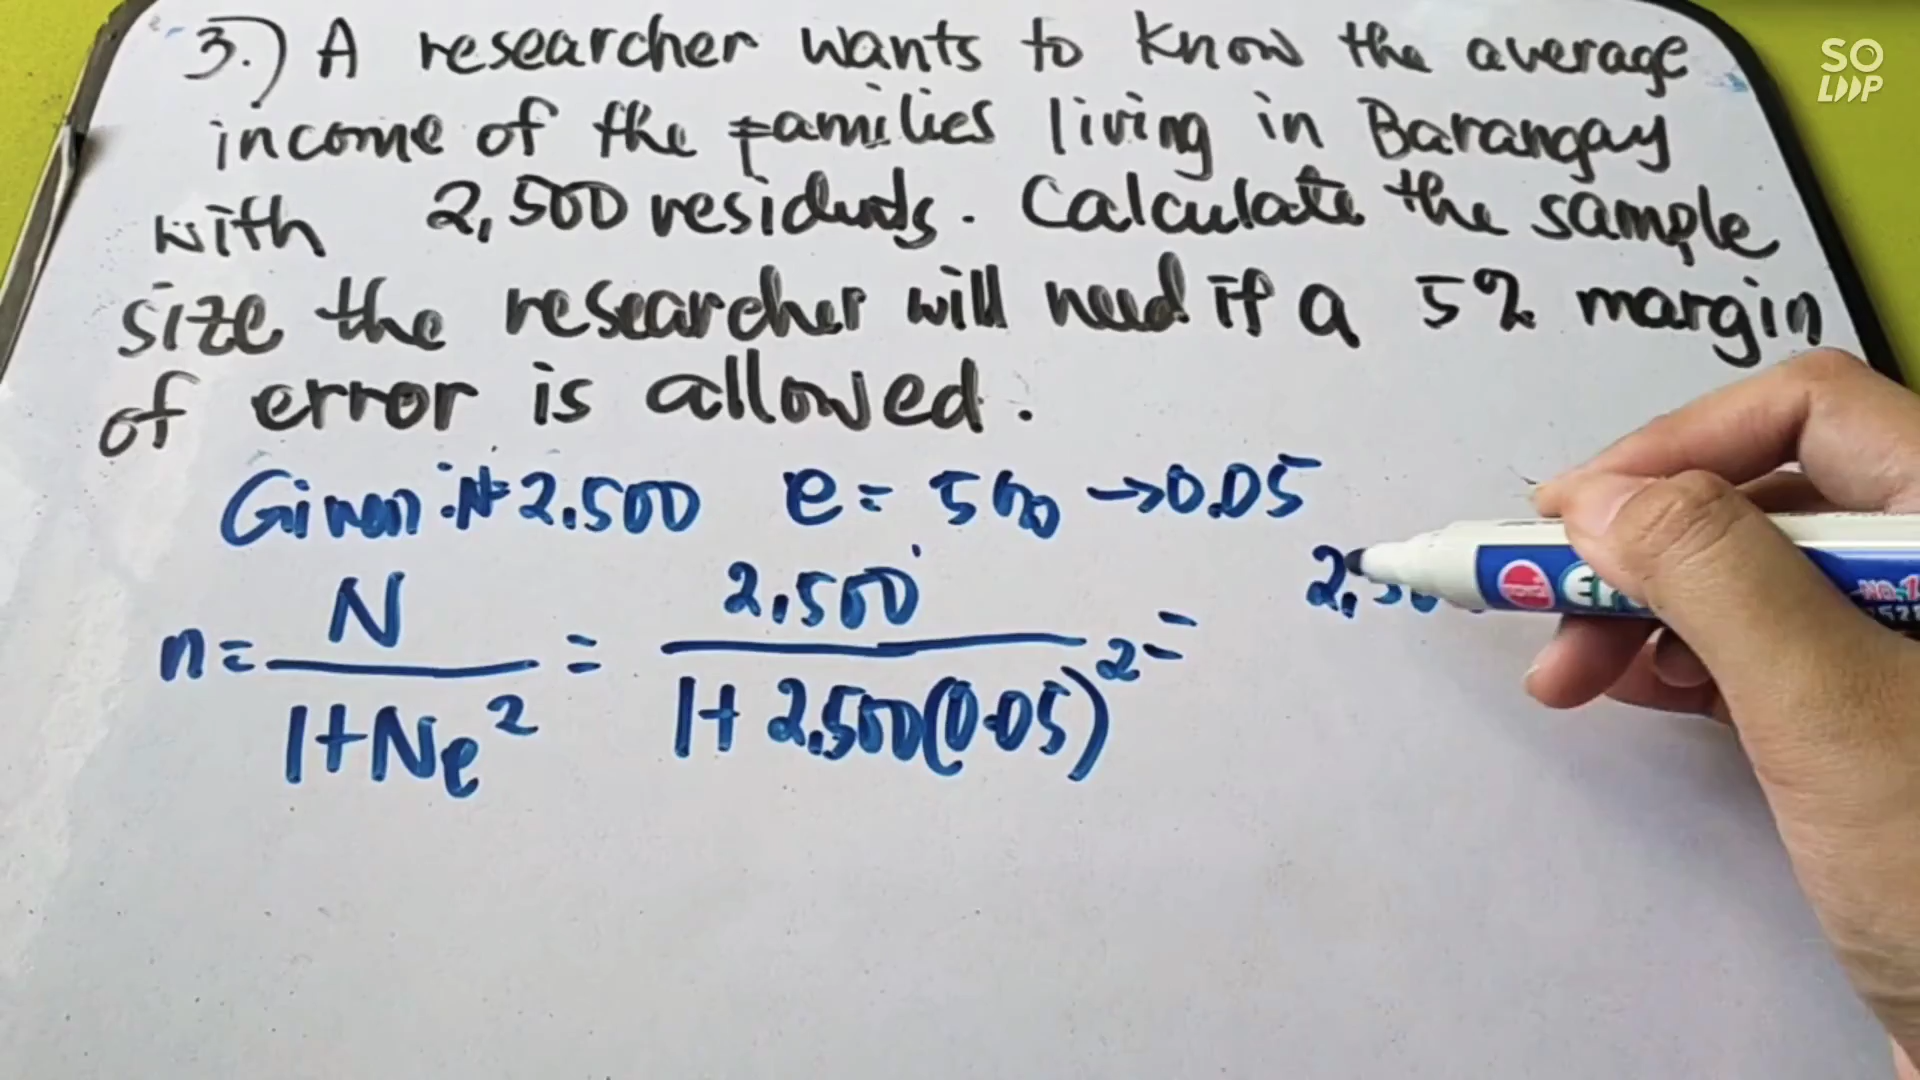 SO
LOOP
3.) A researcher wants to know the average
income of the families living in Barangay
with 2,500 residents. Calculate the sample
size the researcher will need if a 5% margin
of error is allowed.
Given: N=2,500 e = 5% →0.05
n = N / 1+Ne² = 2,500 / 1+ 2,500(0.05)² =